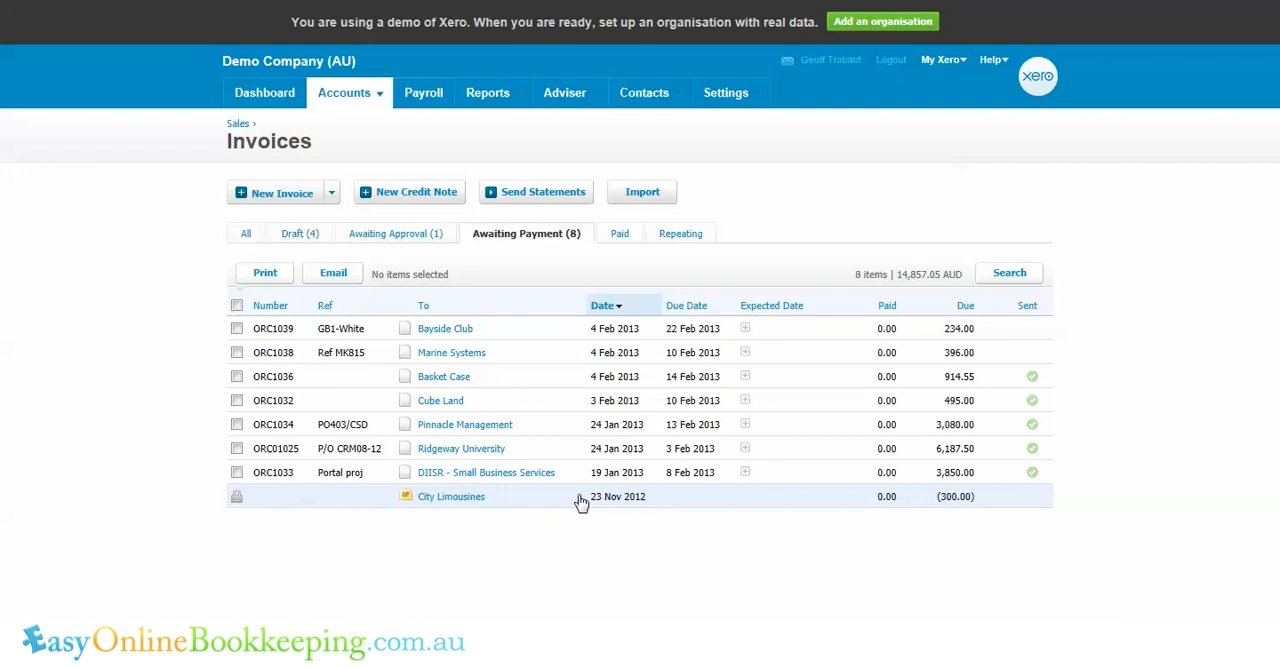 You are using a demo of Xero. When you are ready, set up an organisation with real data. Add an organisation
Demo Company (AU) Geoff Trabant Logout My Xero Help
xero
Dashboard Accounts Payroll Reports Adviser Contacts Settings
Sales ›
Invoices
New Invoice New Credit Note Send Statements Import
All Draft (4) Awaiting Approval (1) Awaiting Payment (8) Paid Repeating
Print Email No items selected 8 items | 14,857.05 AUD Search
Number Ref To Date Due Date Expected Date Paid Due Sent
ORC1039 GB1-White Bayside Club 4 Feb 2013 22 Feb 2013 0.00 234.00
ORC1038 Ref MK815 Marine Systems 4 Feb 2013 10 Feb 2013 0.00 396.00
ORC1036 Basket Case 4 Feb 2013 14 Feb 2013 0.00 914.55
ORC1032 Cube Land 3 Feb 2013 10 Feb 2013 0.00 495.00
ORC1034 PO403/CSD Pinnacle Management 24 Jan 2013 13 Feb 2013 0.00 3,080.00
ORC01025 P/O CRM08-12 Ridgeway University 24 Jan 2013 3 Feb 2013 0.00 6,187.50
ORC1033 Portal proj DIISR - Small Business Services 19 Jan 2013 8 Feb 2013 0.00 3,850.00
City Limousines 23 Nov 2012 0.00 (300.00)
EasyOnlineBookkeeping.com.au